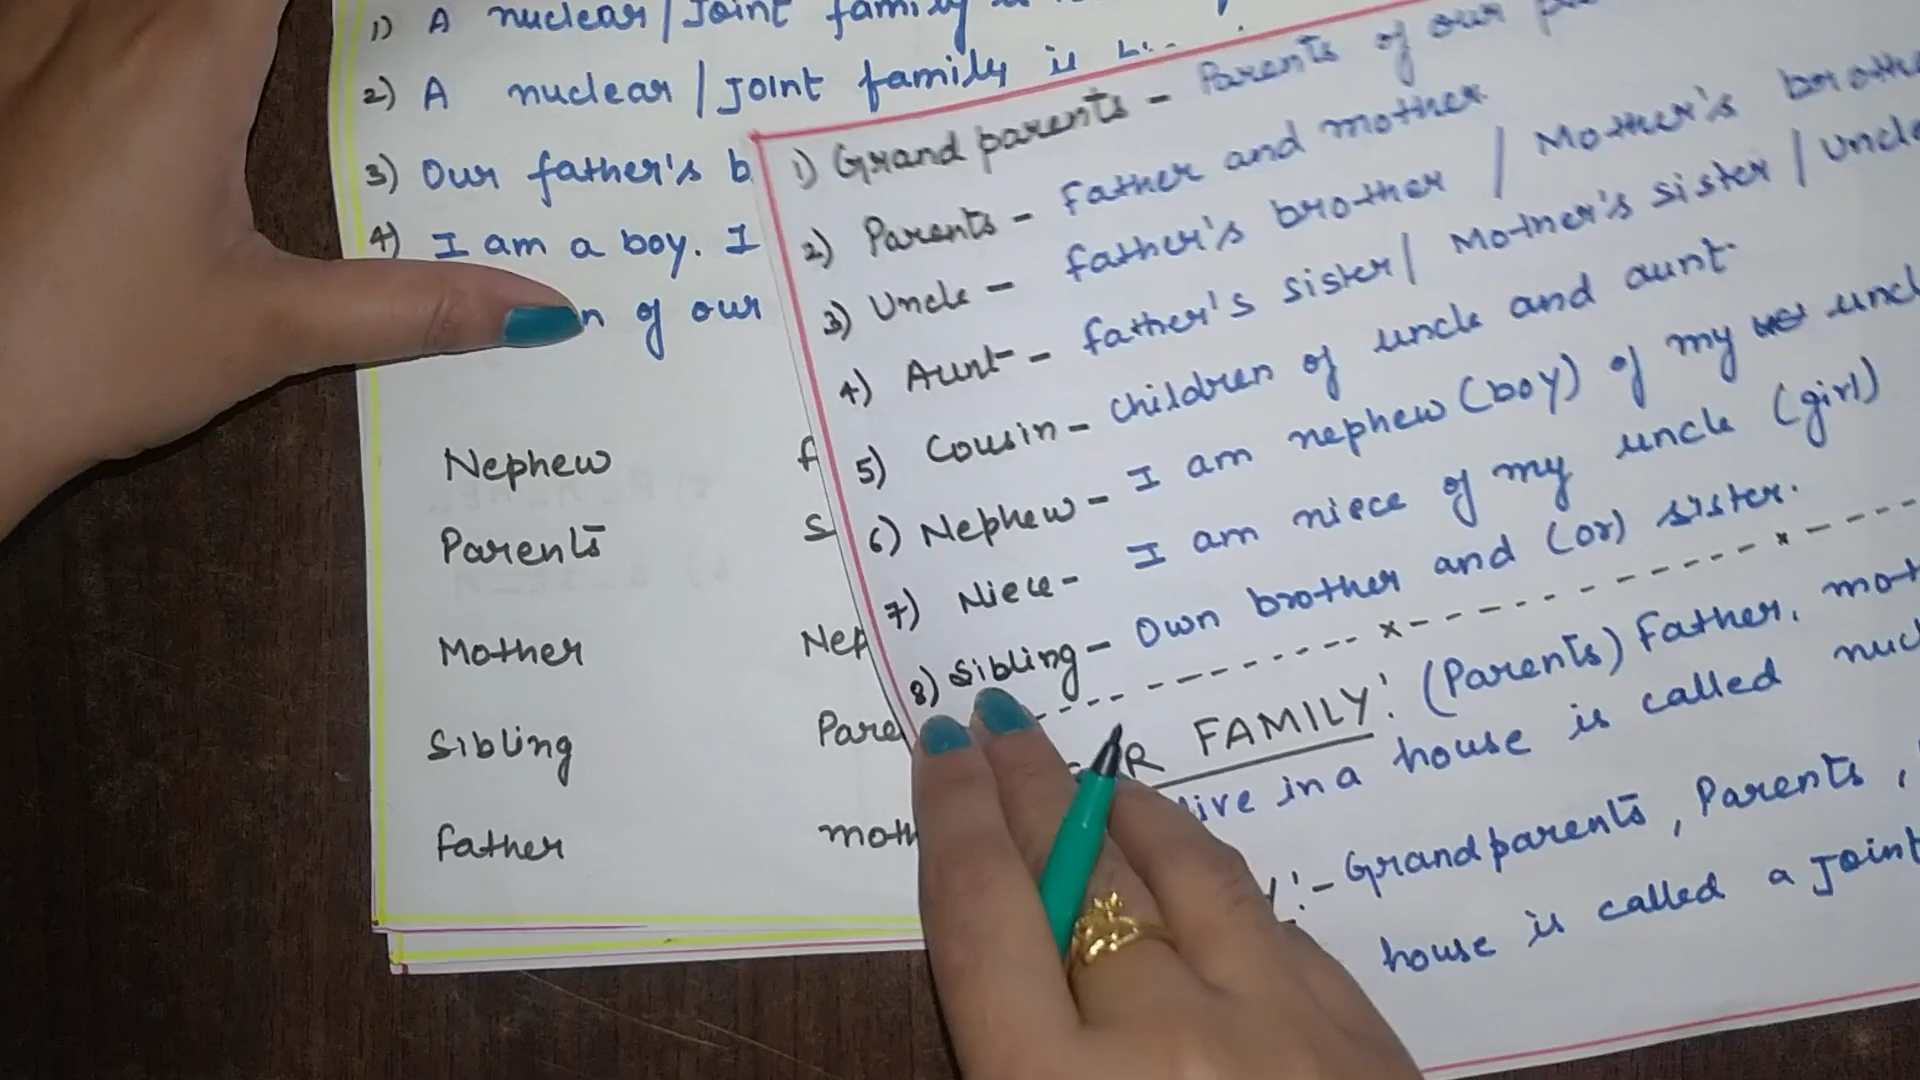 1) A nuclear/Joint family is
2) A nuclear/Joint family is
3) Our father's b
4) I am a boy. I
n of our
Nephew
Parents
Mother
Sibling
father
Nep
Pare
moth
1) Grand parents - Parents of our
2) Parents - Father and mother
3) Uncle - father's brother / Mother's brothe
4) Aunt - father's sister/ Mother's sister / Uncle
5) Cousin - children of uncle and aunt
6) Nephew - I am nephew (boy) of my uncl
7) Niece - I am niece of my uncle (girl)
8) Sibling - Own brother and (or) sister.
R FAMILY: (Parents) Father, mot
live in a house is called nuc
Y:- Grandparents, Parents,
house is called a Joint